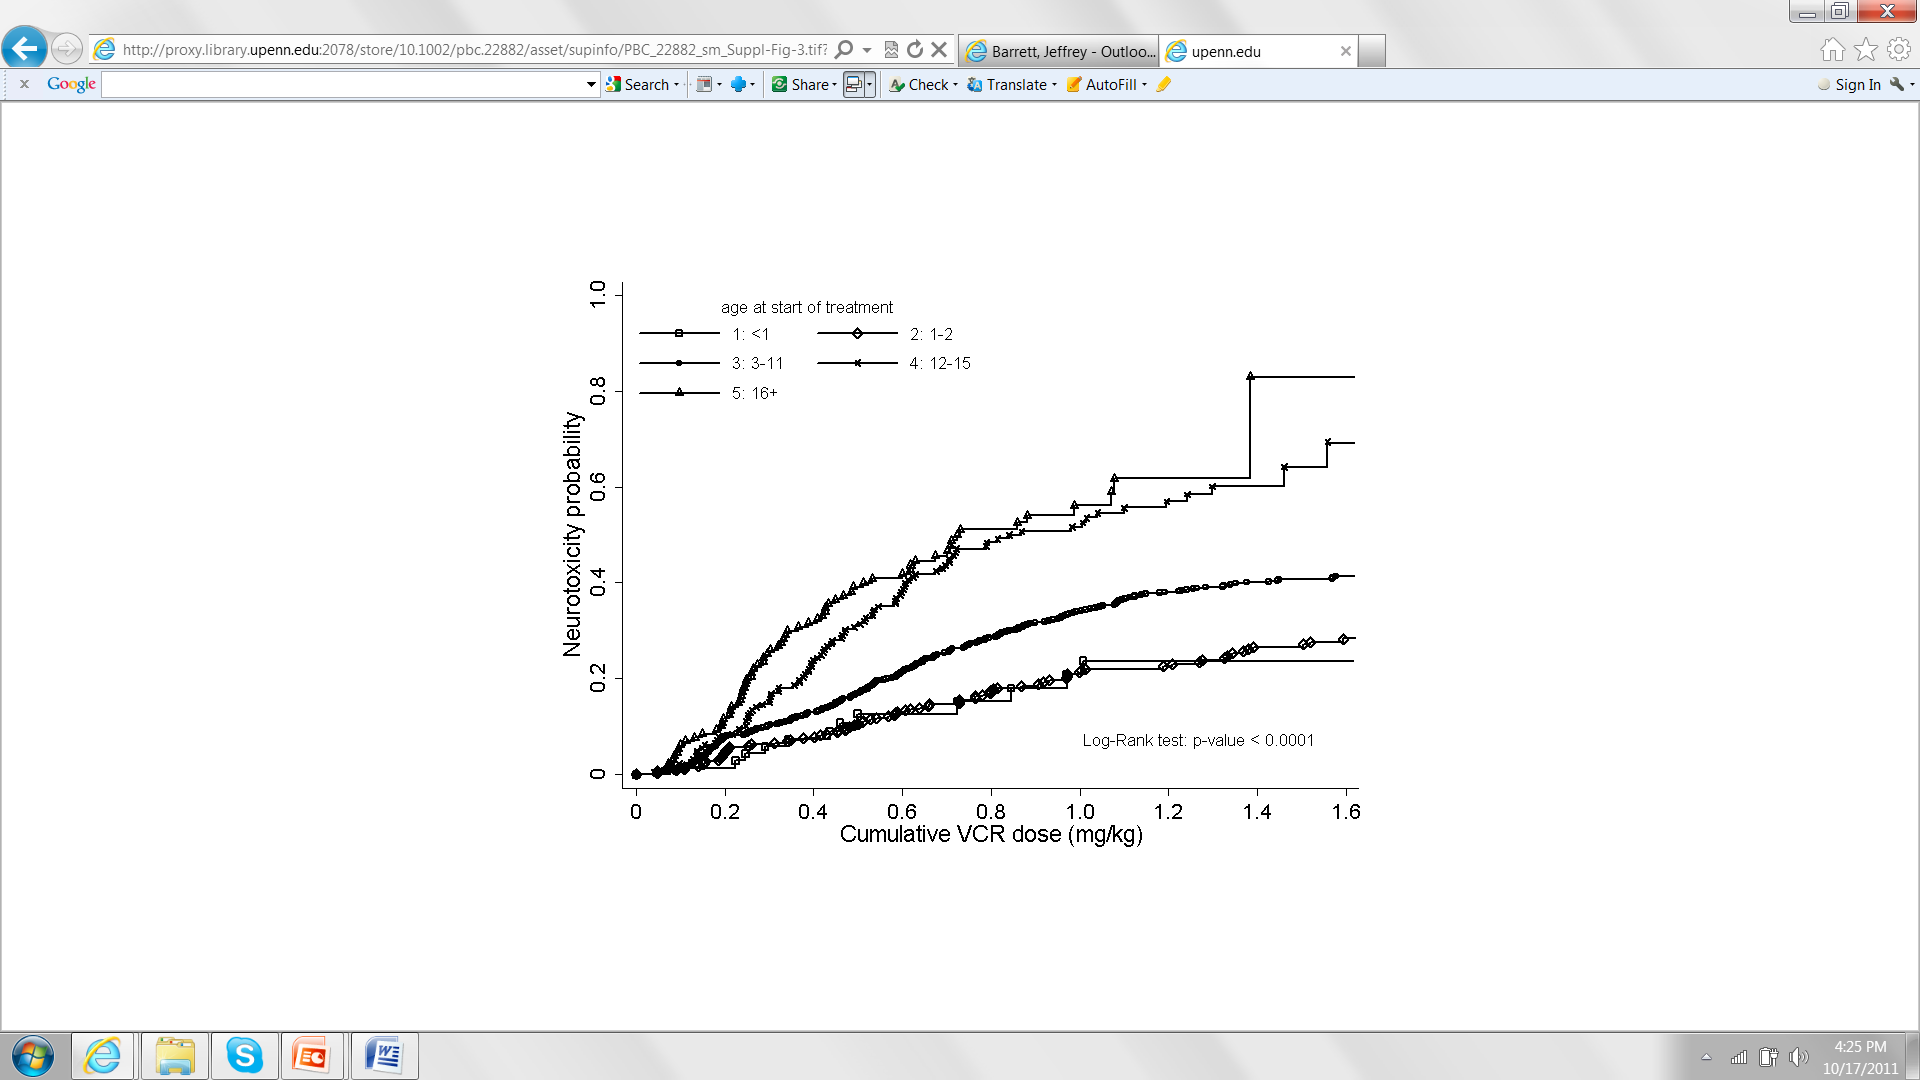 http://proxy.library.upenn.edu:2078/store/10.1002/pbc.22882/asset/supinfo/PBC_22882_sm_Suppl-Fig-3.tif?
Barrett, Jeffrey - Outloo...
upenn.edu
x Google Search Share Check Translate AutoFill Sign In
age at start of treatment
1: <1 2: 1-2
3: 3-11 4: 12-15
5: 16+
Neurotoxicity probability
1.0
0.8
0.6
0.4
0.2
0
Log-Rank test: p-value < 0.0001
0 0.2 0.4 0.6 0.8 1.0 1.2 1.4 1.6
Cumulative VCR dose (mg/kg)
4:25 PM
10/17/2011